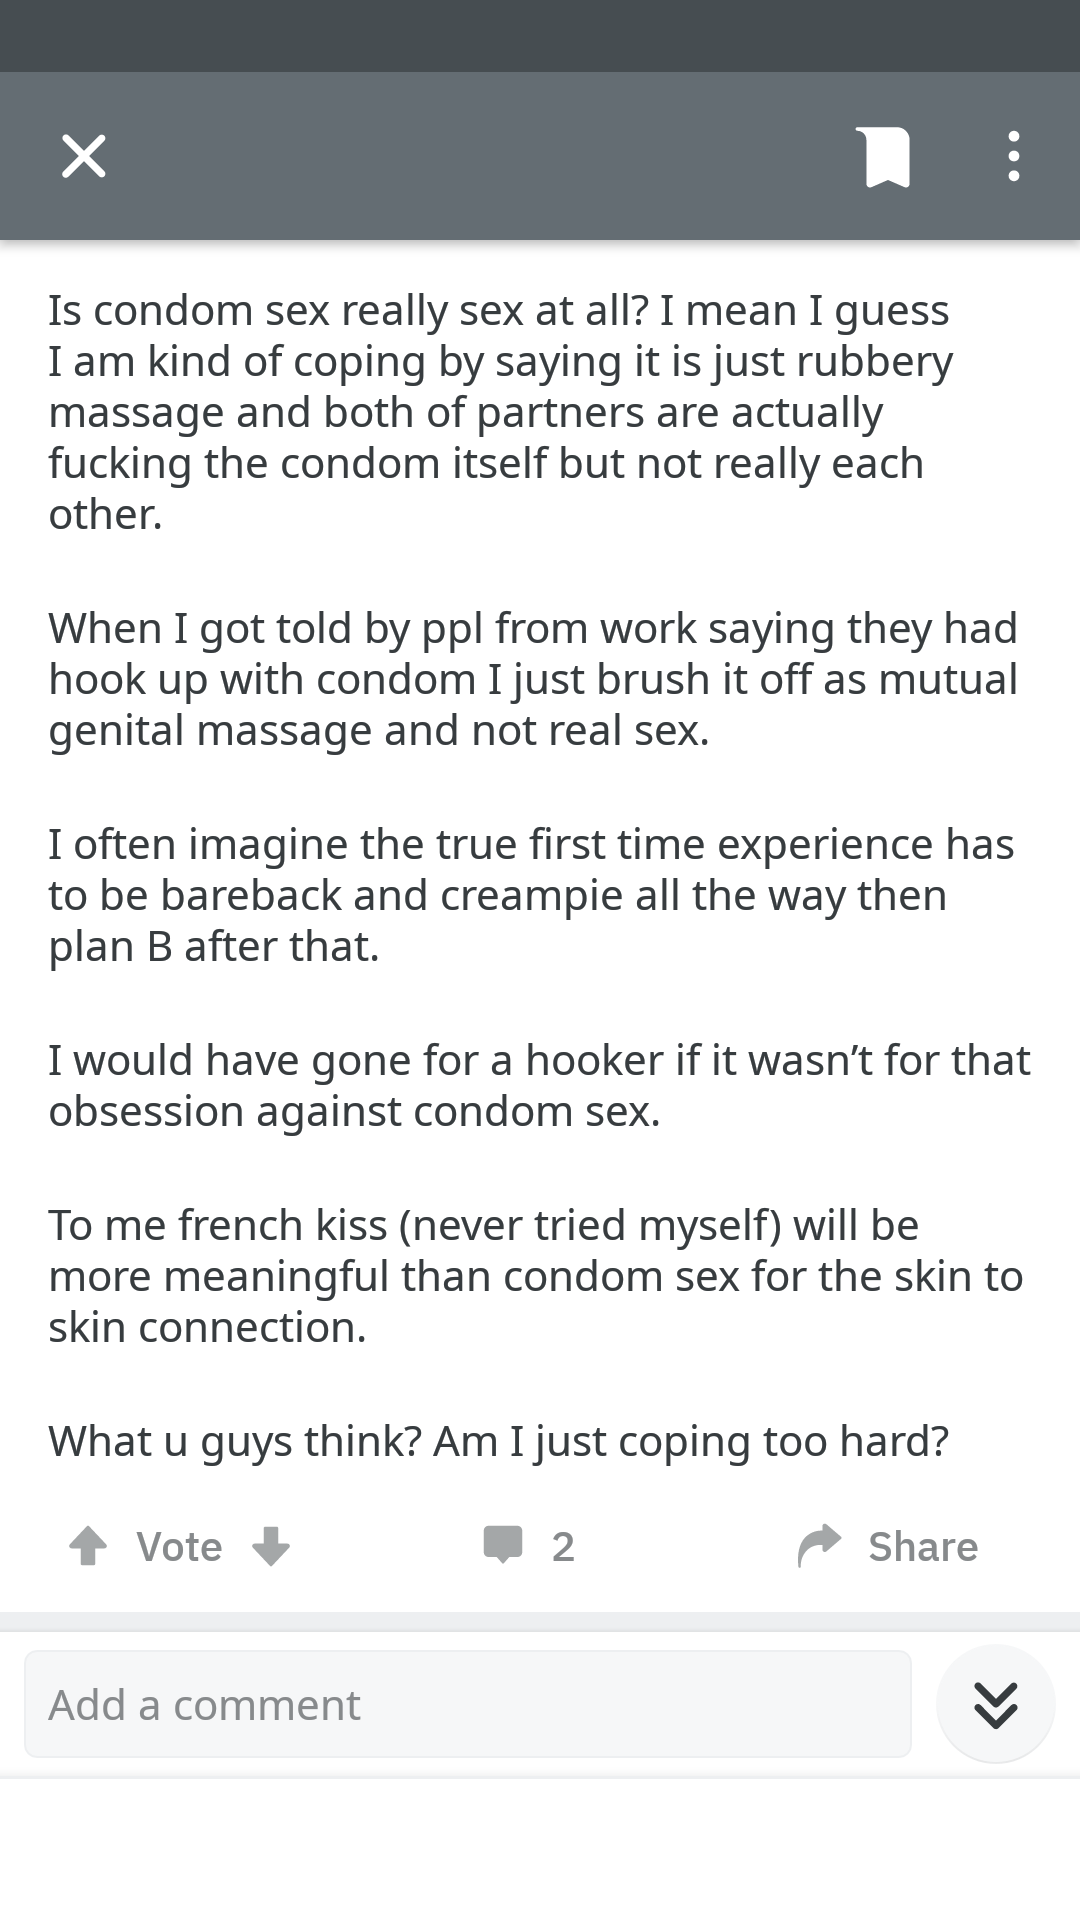 Is condom sex really sex at all? I mean I guess
I am kind of coping by saying it is just rubbery
massage and both of partners are actually
fucking the condom itself but not really each
other.
When I got told by ppl from work saying they had
hook up with condom I just brush it off as mutual
genital massage and not real sex.
I often imagine the true first time experience has
to be bareback and creampie all the way then
plan B after that.
I would have gone for a hooker if it wasn’t for that
obsession against condom sex.
To me french kiss (never tried myself) will be
more meaningful than condom sex for the skin to
skin connection.
What u guys think? Am I just coping too hard?
Vote 2 Share
Add a comment